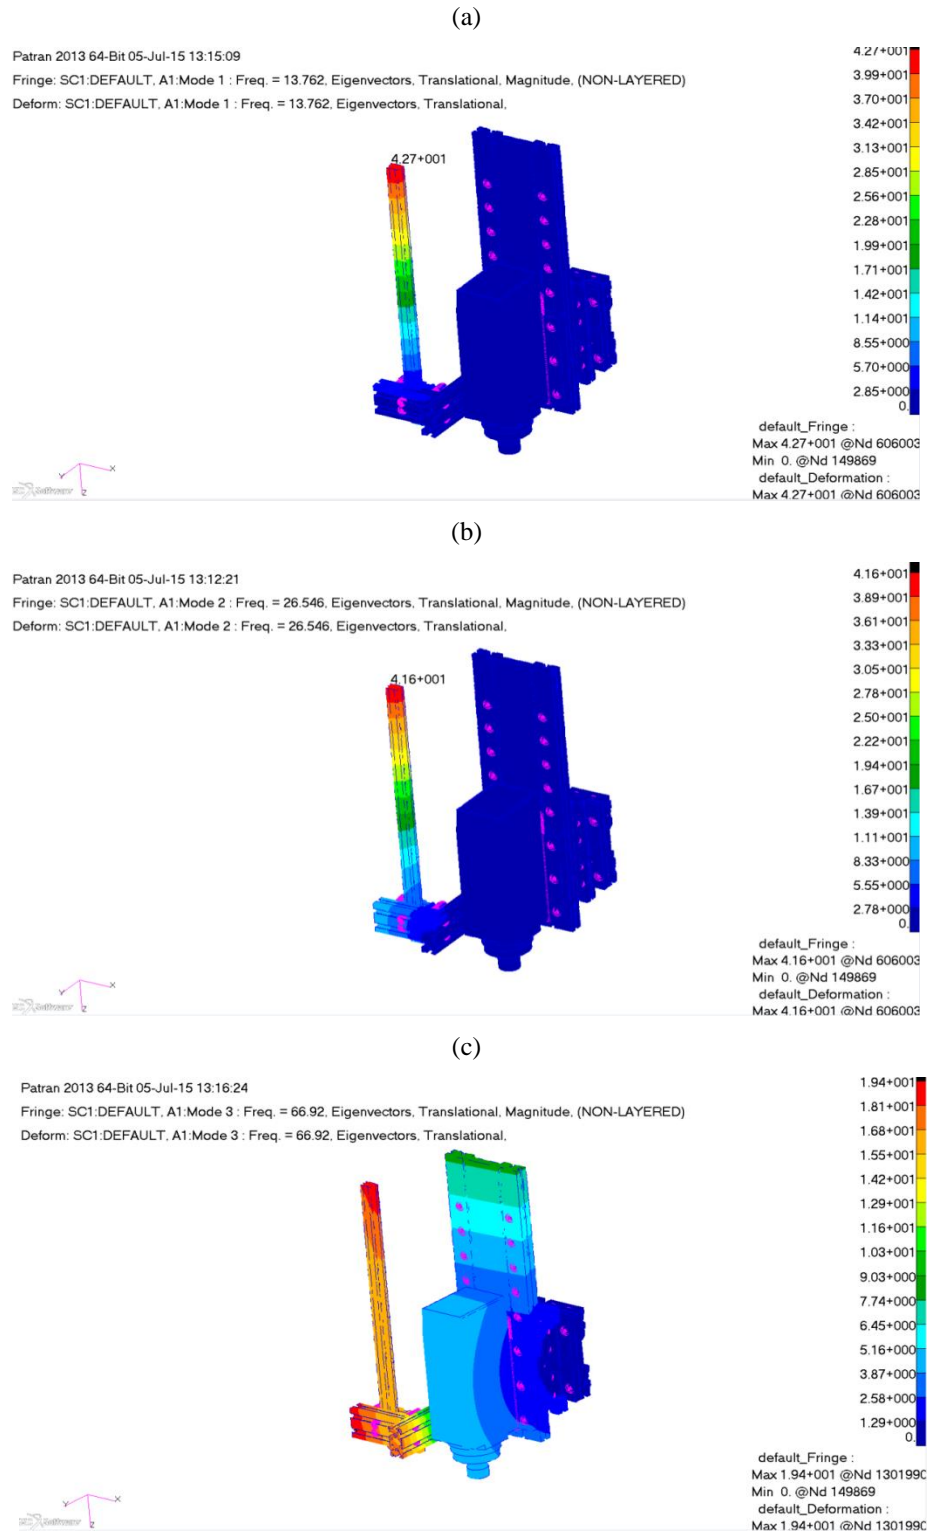 (a)
Patran 2013 64-Bit 05-Jul-15 13:15:09
Fringe: SC1:DEFAULT, A1:Mode 1 : Freq. = 13.762, Eigenvectors, Translational, Magnitude, (NON-LAYERED)
Deform: SC1:DEFAULT, A1:Mode 1 : Freq. = 13.762, Eigenvectors, Translational,
4.27+001
4.27+001
3.99+001
3.70+001
3.42+001
3.13+001
2.85+001
2.56+001
2.28+001
1.99+001
1.71+001
1.42+001
1.14+001
8.55+000
5.70+000
2.85+000
0.
default_Fringe :
Max 4.27+001 @Nd 606003
Min 0. @Nd 149869
default_Deformation :
Max 4.27+001 @Nd 606003
X
Y
Z
(b)
Patran 2013 64-Bit 05-Jul-15 13:12:21
Fringe: SC1:DEFAULT, A1:Mode 2 : Freq. = 26.546, Eigenvectors, Translational, Magnitude, (NON-LAYERED)
Deform: SC1:DEFAULT, A1:Mode 2 : Freq. = 26.546, Eigenvectors, Translational,
4.16+001
4.16+001
3.89+001
3.61+001
3.33+001
3.05+001
2.78+001
2.50+001
2.22+001
1.94+001
1.67+001
1.39+001
1.11+001
8.33+000
5.55+000
2.78+000
0.
default_Fringe :
Max 4.16+001 @Nd 606003
Min 0. @Nd 149869
default_Deformation :
Max 4.16+001 @Nd 606003
X
Y
Z
(c)
Patran 2013 64-Bit 05-Jul-15 13:16:24
Fringe: SC1:DEFAULT, A1:Mode 3 : Freq. = 66.92, Eigenvectors, Translational, Magnitude, (NON-LAYERED)
Deform: SC1:DEFAULT, A1:Mode 3 : Freq. = 66.92, Eigenvectors, Translational,
1.94+001
1.81+001
1.68+001
1.55+001
1.42+001
1.29+001
1.16+001
1.03+001
9.03+000
7.74+000
6.45+000
5.16+000
3.87+000
2.58+000
1.29+000
0.
default_Fringe :
Max 1.94+001 @Nd 1301990
Min 0. @Nd 149869
default_Deformation :
Max 1.94+001 @Nd 1301990
X
Y
Z